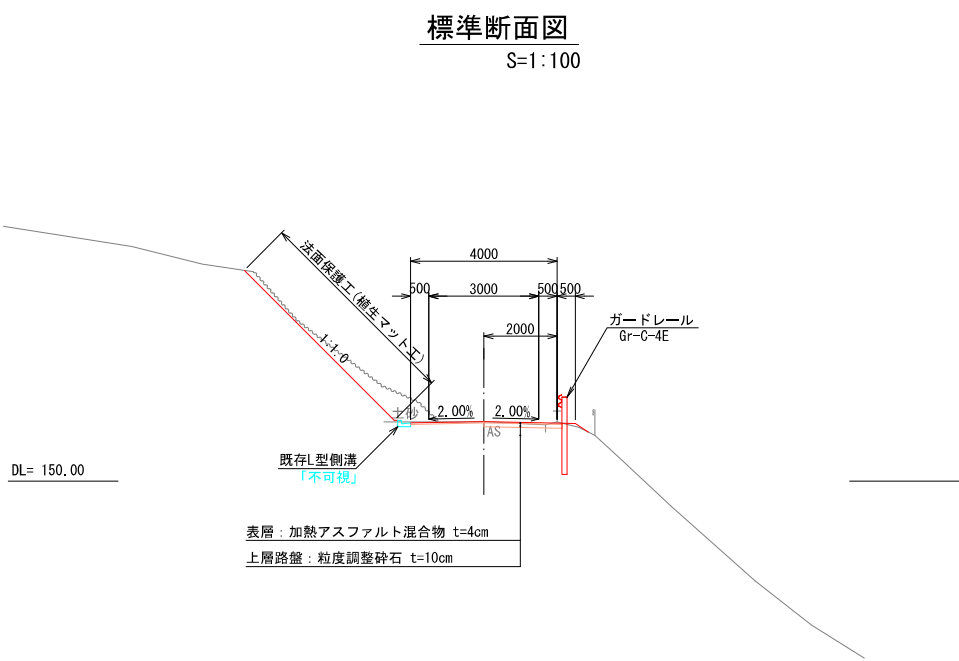 標準断面図
S=1:100
法面保護工(植生マット工)
1:1.0
4000
500
3000
500
500
2000
ガードレール
Gr-C-4E
土砂
2.00%
2.00%
AS
既存L型側溝
「不可視」
DL= 150.00
表層:加熱アスファルト混合物 t=4cm
上層路盤:粒度調整砕石 t=10cm